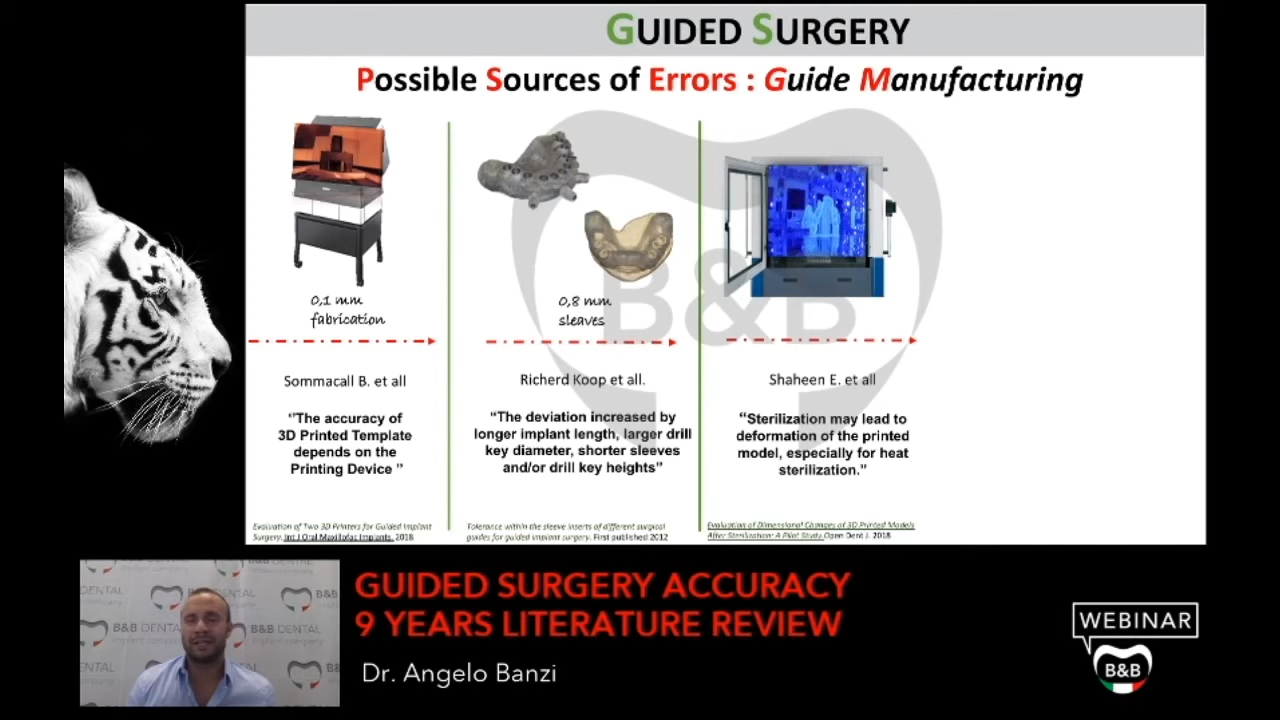 GUIDED SURGERY
Possible Sources of Errors : Guide Manufacturing
0,1 mm
fabrication
Sommacall B. et all
“The accuracy of
3D Printed Template
depends on the
Printing Device ”
Evaluation of Two 3D Printers for Guided Implant
Surgery. Int J Oral Maxillofac Implants. 2018
0,8 mm
sleaves
Richerd Koop et all.
“The deviation increased by
longer implant length, larger drill
key diameter, shorter sleeves
and/or drill key heights”
Tolerance within the sleeve inserts of different surgical
guides for guided implant surgery. First published 2012
Shaheen E. et all
“Sterilization may lead to
deformation of the printed
model, especially for heat
sterilization.”
Evaluation of Dimensional Changes of 3D Printed Models
After Sterilization: A Pilot Study. Open Dent J. 2018
B&B
B&B DENTAL
implant company
GUIDED SURGERY ACCURACY
9 YEARS LITERATURE REVIEW
Dr. Angelo Banzi
WEBINAR
B&B